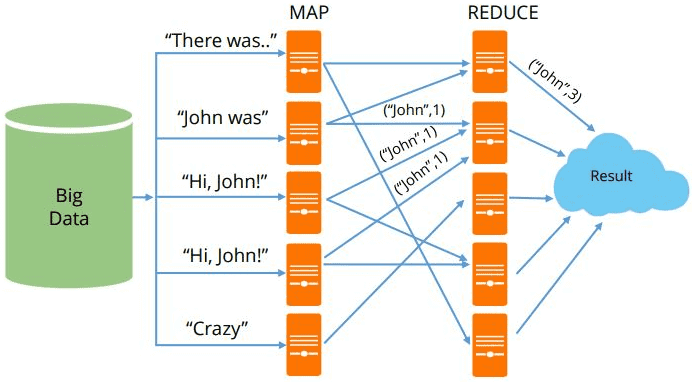 MAP
REDUCE
“There was..”
“John was”
“Hi, John!”
“Hi, John!”
“Crazy”
Big
Data
(“John”,1)
(“John”,1)
(“John”,1)
(“John”,3)
Result